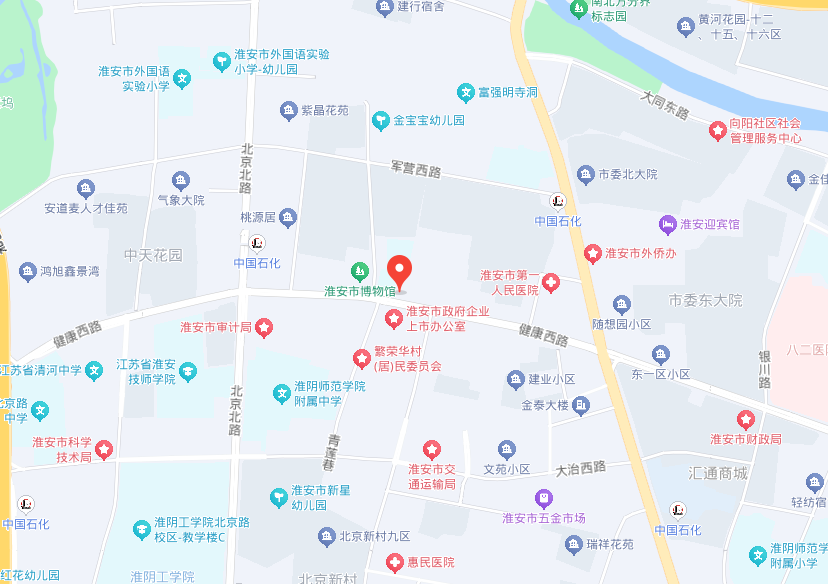 建行宿舍
南北方分界
标志园
黄河花园-十二
、十五、十六区
淮安市外国语实验
小学-幼儿园
淮安市外国语
实验小学
坞
紫晶花苑
金宝宝幼儿园
富强明寺洞
大同东路
向阳社区社会
管理服务中心
北京北路
军营西路
市委北大院
金佳
安道麦人才佳苑
气象大院
桃源居
中国石化
淮安迎宾馆
中天花园
中国石化
淮安市外侨办
鸿旭鑫景湾
淮安市博物馆
淮安市第一
人民医院
市委东大院
随想园小区
健康西路
淮安市审计局
淮安市政府企业
上市办公室
健康西路
繁荣华村
(居)民委员会
八二医院
东一区小区
银川路
江苏省清河中学
江苏省淮安
技师学院
淮阴师范学院
附属中学
建业小区
金泰大楼
北京路
中学
北京北路
淮安市财政局
淮安市科学
技术局
青莲巷
淮安市交
通运输局
文苑小区
大治西路
汇通商城
淮安市新星
幼儿园
淮安市五金市场
轻纺宿
中国石化
淮阴工学院北京路
校区-教学楼C
北京新村九区
瑞祥花苑
中国石化
淮阴师范学
附属小学
惠民医院
红花幼儿园
淮阴工学院
北京新村